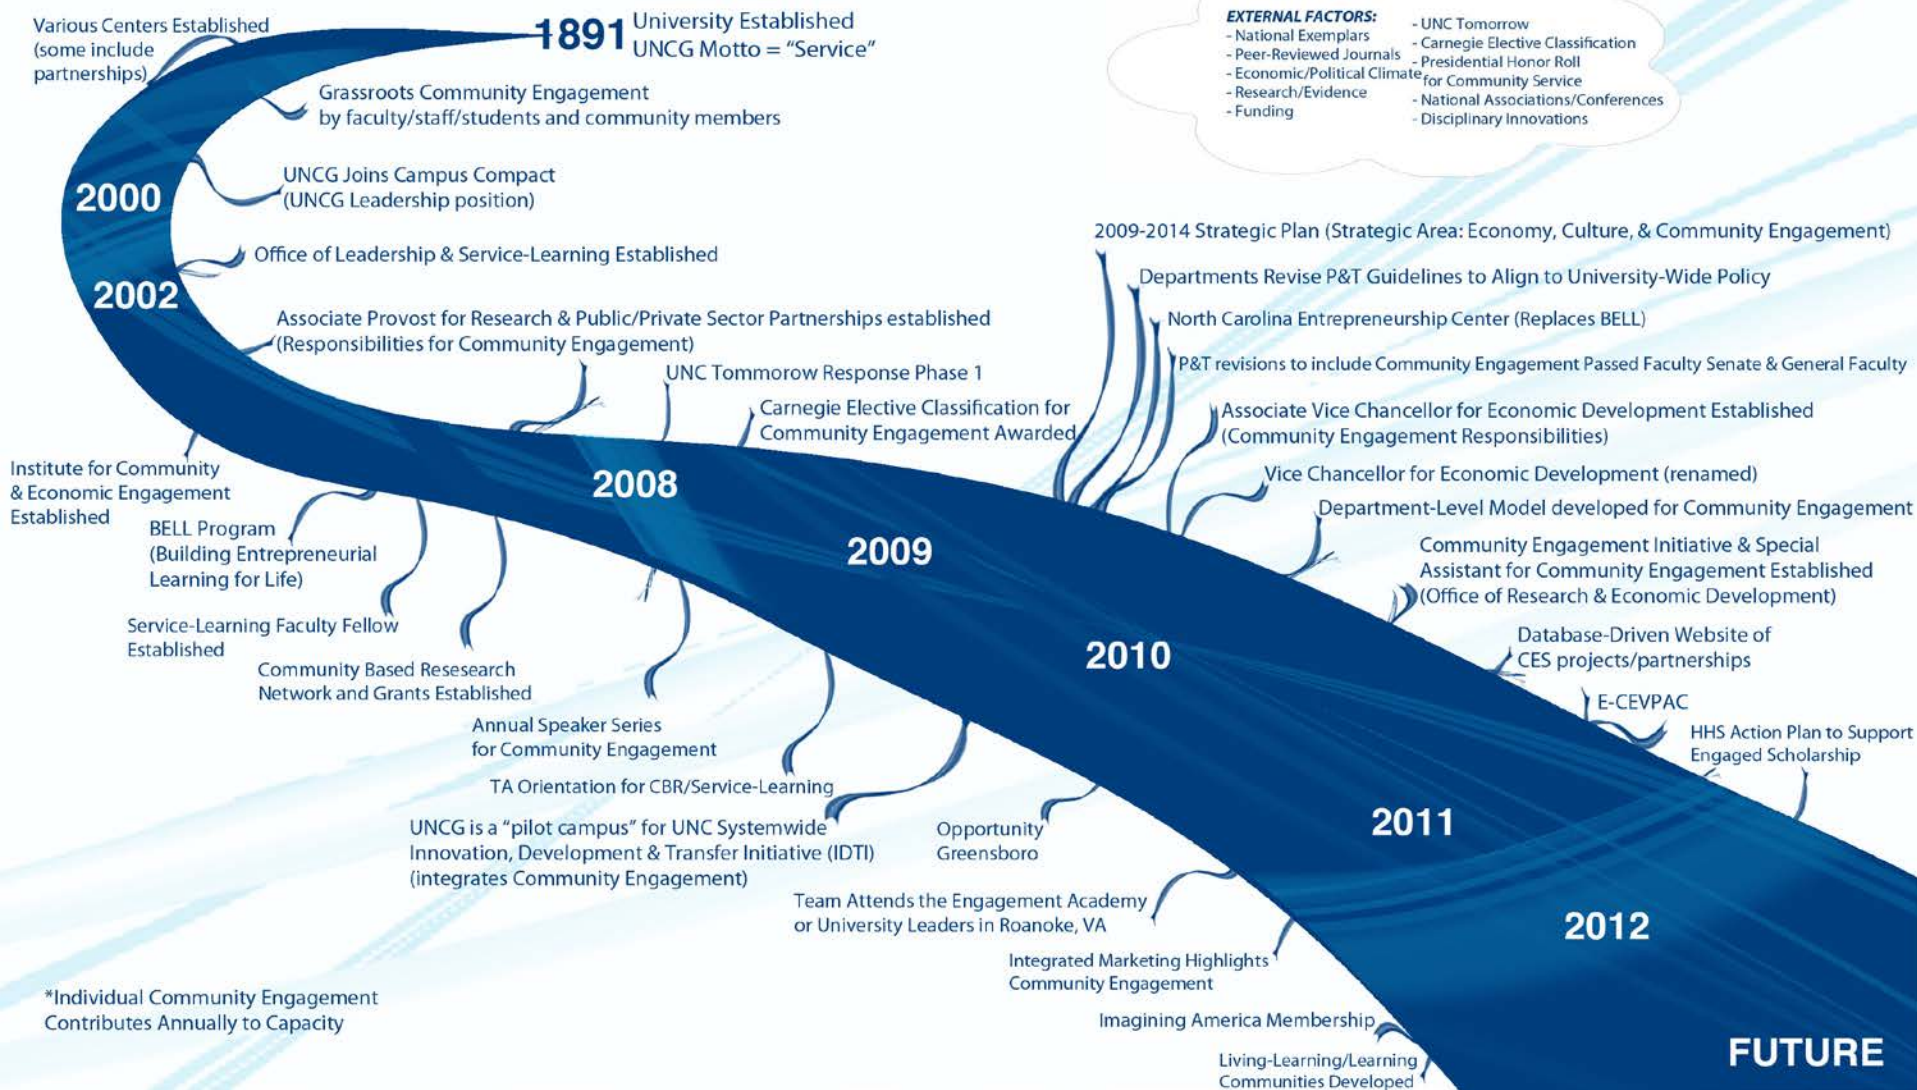 Various Centers Established
(some include
partnerships)
1891
University Established
UNCG Motto = “Service”
EXTERNAL FACTORS:
- National Exemplars
- Peer-Reviewed Journals
- Economic/Political Climate
- Research/Evidence
- Funding
- UNC Tomorrow
- Carnegie Elective Classification
- Presidential Honor Roll
for Community Service
- National Associations/Conferences
- Disciplinary Innovations
Grassroots Community Engagement
by faculty/staff/students and community members
2000
UNCG Joins Campus Compact
(UNCG Leadership position)
Office of Leadership & Service-Learning Established
2002
Associate Provost for Research & Public/Private Sector Partnerships established
(Responsibilities for Community Engagement)
UNC Tommorow Response Phase 1
Carnegie Elective Classification for
Community Engagement Awarded
2009-2014 Strategic Plan (Strategic Area: Economy, Culture, & Community Engagement)
Departments Revise P&T Guidelines to Align to University-Wide Policy
North Carolina Entrepreneurship Center (Replaces BELL)
P&T revisions to include Community Engagement Passed Faculty Senate & General Faculty
Associate Vice Chancellor for Economic Development Established
(Community Engagement Responsibilities)
Vice Chancellor for Economic Development (renamed)
Department-Level Model developed for Community Engagement
Community Engagement Initiative & Special
Assistant for Community Engagement Established
(Office of Research & Economic Development)
Database-Driven Website of
CES projects/partnerships
E-CEVPAC
HHS Action Plan to Support
Engaged Scholarship
Institute for Community
& Economic Engagement
Established
BELL Program
(Building Entrepreneurial
Learning for Life)
Service-Learning Faculty Fellow
Established
Community Based Resesearch
Network and Grants Established
2008
2009
2010
2011
2012
Annual Speaker Series
for Community Engagement
TA Orientation for CBR/Service-Learning
UNCG is a “pilot campus” for UNC Systemwide
Innovation, Development & Transfer Initiative (IDTI)
(integrates Community Engagement)
Opportunity
Greensboro
Team Attends the Engagement Academy
or University Leaders in Roanoke, VA
Integrated Marketing Highlights
Community Engagement
Imagining America Membership
Living-Learning/Learning
Communities Developed
*Individual Community Engagement
Contributes Annually to Capacity
FUTURE